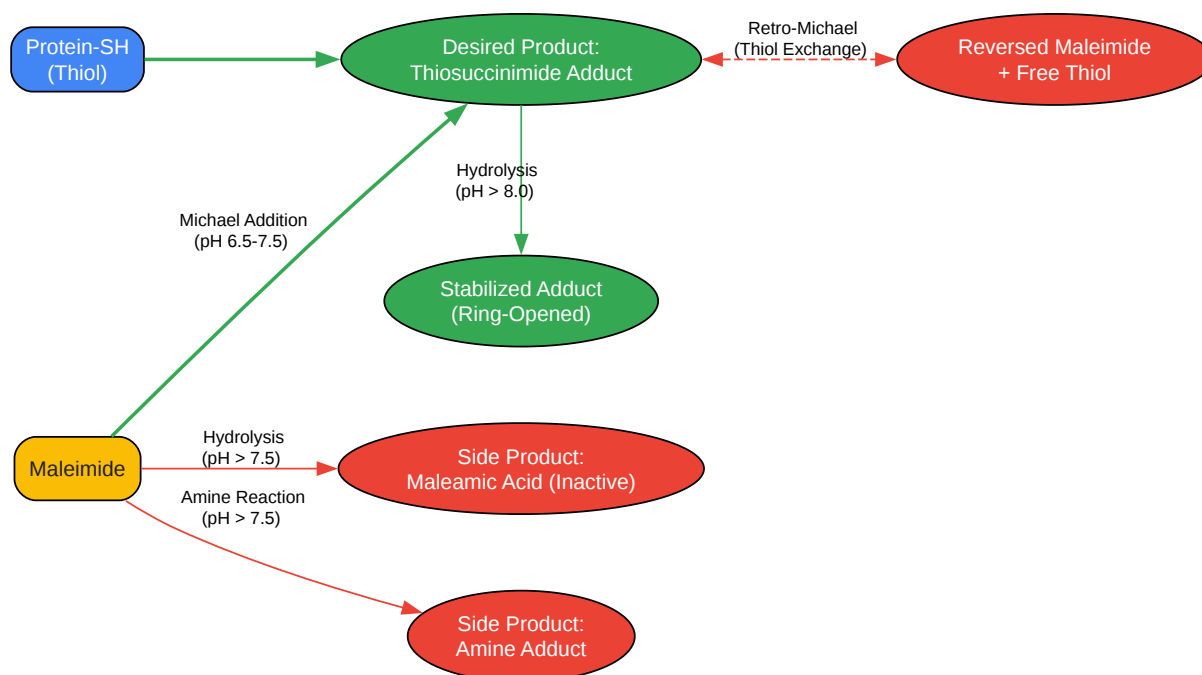 Protein-SH
(Thiol)
Desired Product:
Thiosuccinimide Adduct
Retro-Michael
(Thiol Exchange)
Reversed Maleimide
+ Free Thiol
Hydrolysis
(pH > 8.0)
Michael Addition
(pH 6.5-7.5)
Stabilized Adduct
(Ring-Opened)
Maleimide
Hydrolysis
(pH > 7.5)
Side Product:
Maleamic Acid (Inactive)
Amine Reaction
(pH > 7.5)
Side Product:
Amine Adduct